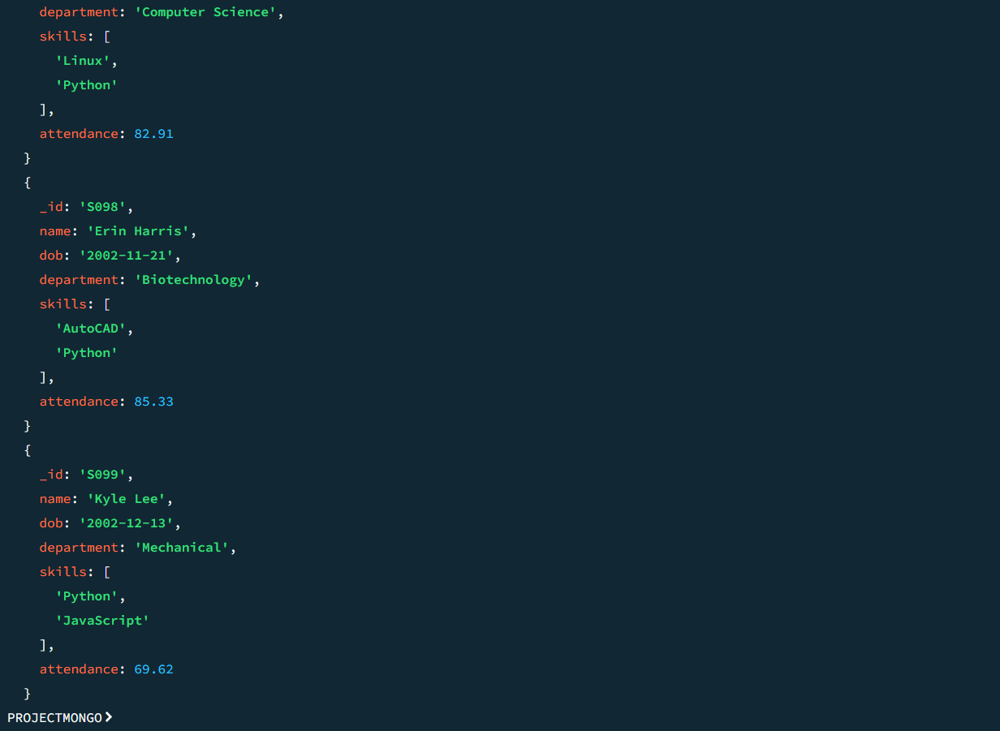 department: 'Computer Science',
skills: [
'Linux',
'Python'
],
attendance: 82.91
}
{
_id: 'S098',
name: 'Erin Harris',
dob: '2002-11-21',
department: 'Biotechnology',
skills: [
'AutoCAD',
'Python'
],
attendance: 85.33
}
{
_id: 'S099',
name: 'Kyle Lee',
dob: '2002-12-13',
department: 'Mechanical',
skills: [
'Python',
'JavaScript'
],
attendance: 69.62
}
PROJECTMONGO>